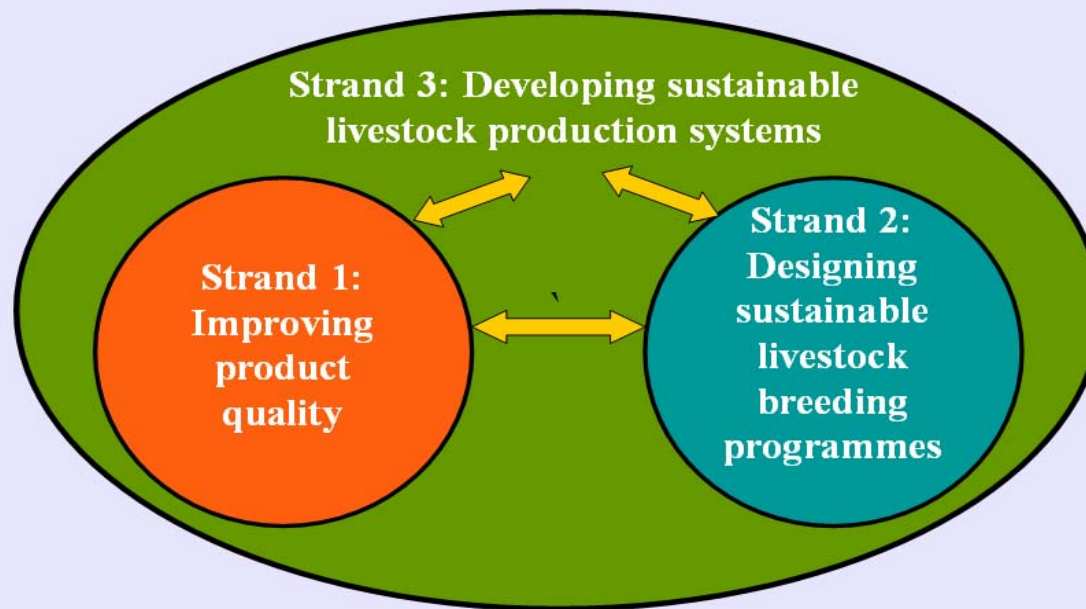 Strand 3: Developing sustainable
livestock production systems
Strand 1:
Improving
product
quality
Strand 2:
Designing
sustainable
livestock
breeding
programmes